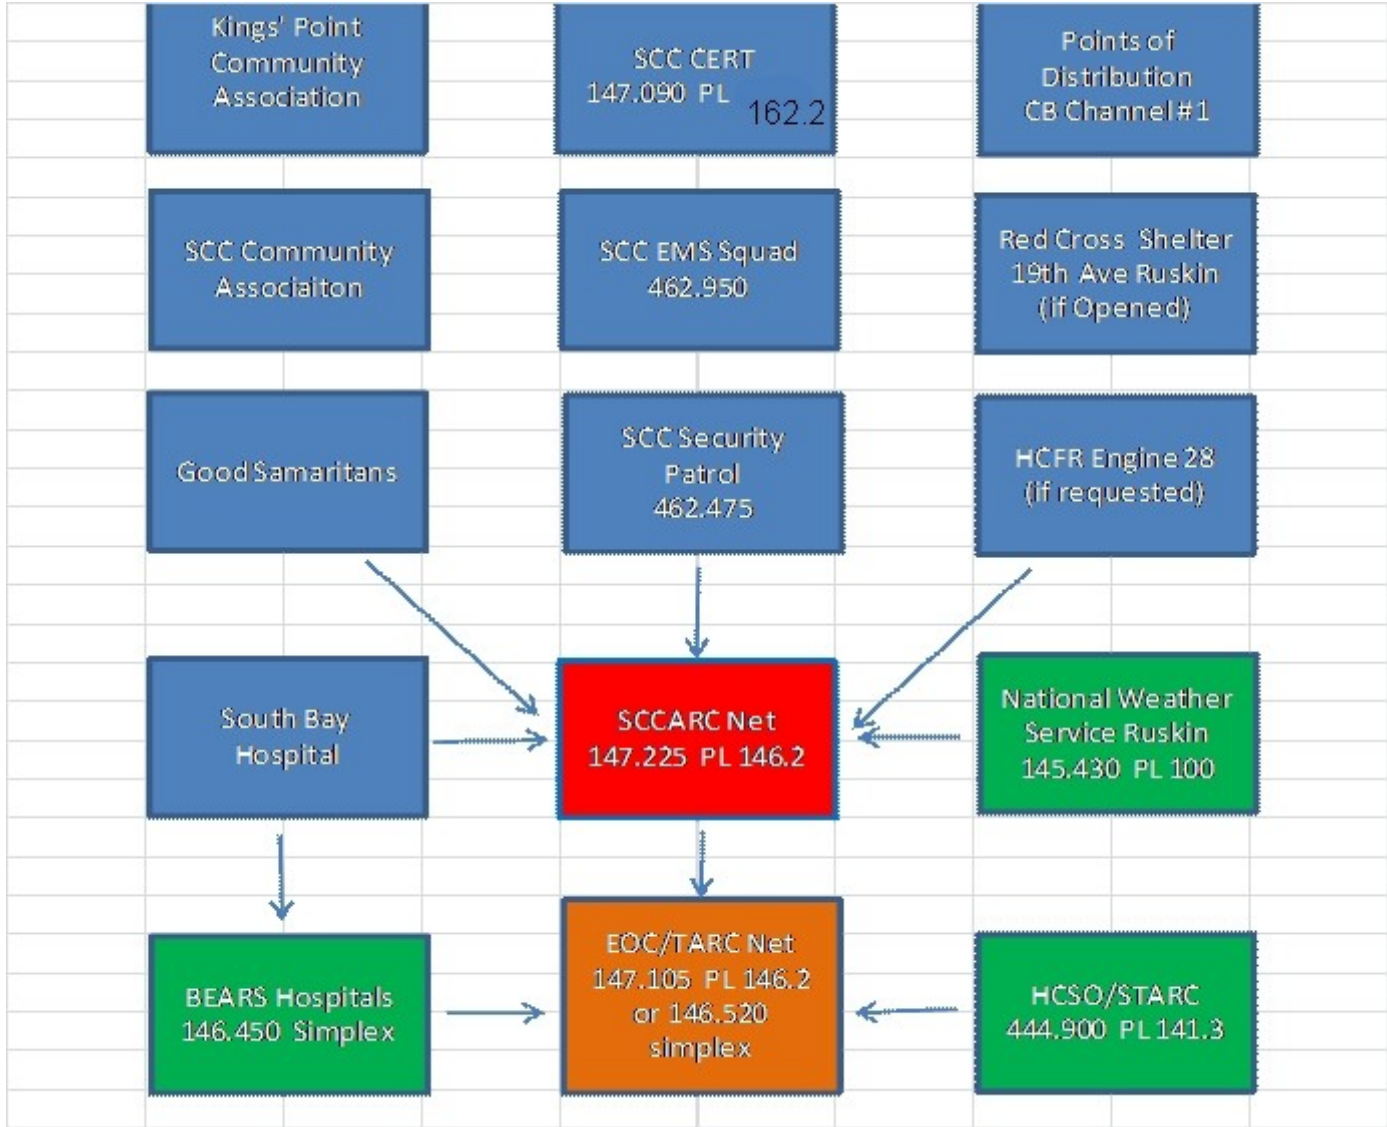 Kings' Point
Community
Association
SCC CERT
147.090 PL
162.2
Points of
Distribution
CB Channel #1
SCC Community
Associaiton
SCC EMS Squad
462.950
Red Cross Shelter
19th Ave Ruskin
(if Opened)
Good Samaritans
SCC Security
Patrol
462.475
HCFR Engine 28
(if requested)
South Bay
Hospital
SCCARC Net
147.225 PL 146.2
National Weather
Service Ruskin
145.430 PL 100
BEARS Hospitals
146.450 Simplex
EOC/TARC Net
147.105 PL 146.2
or 146.520
simplex
HCSO/STARC
444.900 PL 141.3